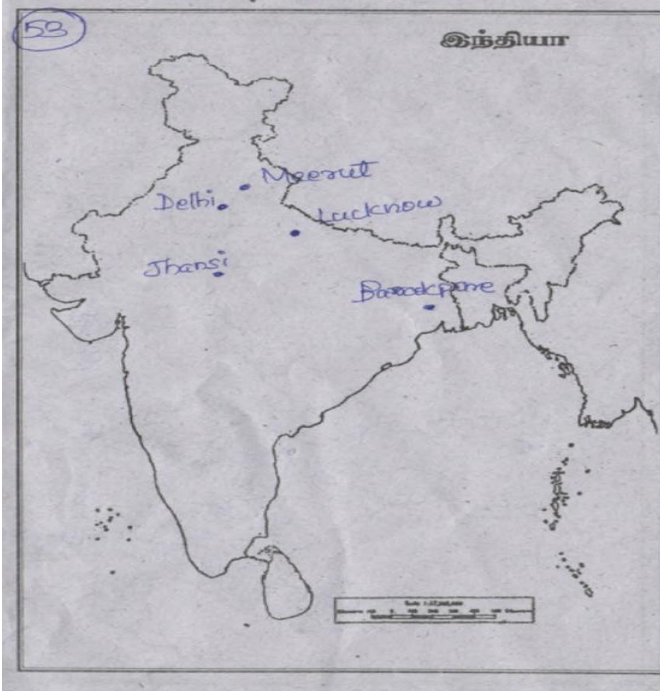 53
இந்தியா
Meerut
Delhi
Lucknow
Jhansi
Barrackpore